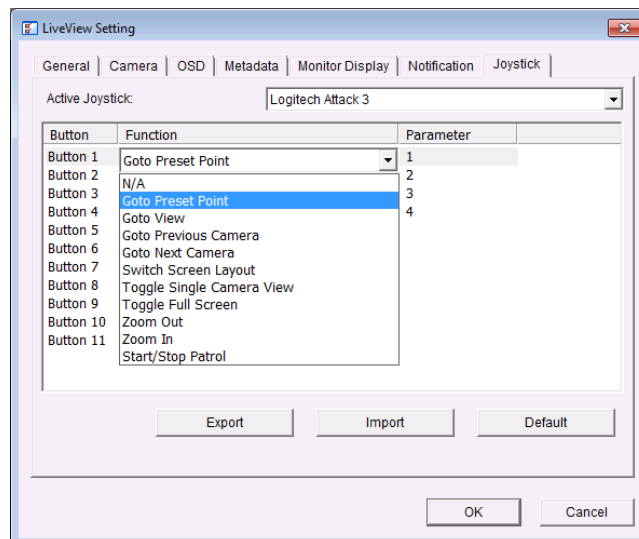 LiveView Setting
General Camera OSD Metadata Monitor Display Notification Joystick
Active Joystick: Logitech Attack 3
Button Function Parameter
Button 1 Goto Preset Point 1
Button 2 N/A 2
Button 3 Goto Preset Point 3
Button 4 Goto View 4
Button 5 Goto Previous Camera
Button 6 Goto Next Camera
Button 7 Switch Screen Layout
Button 8 Toggle Single Camera View
Button 9 Toggle Full Screen
Button 10 Zoom Out
Button 11 Zoom In
Start/Stop Patrol
Export Import Default
OK Cancel